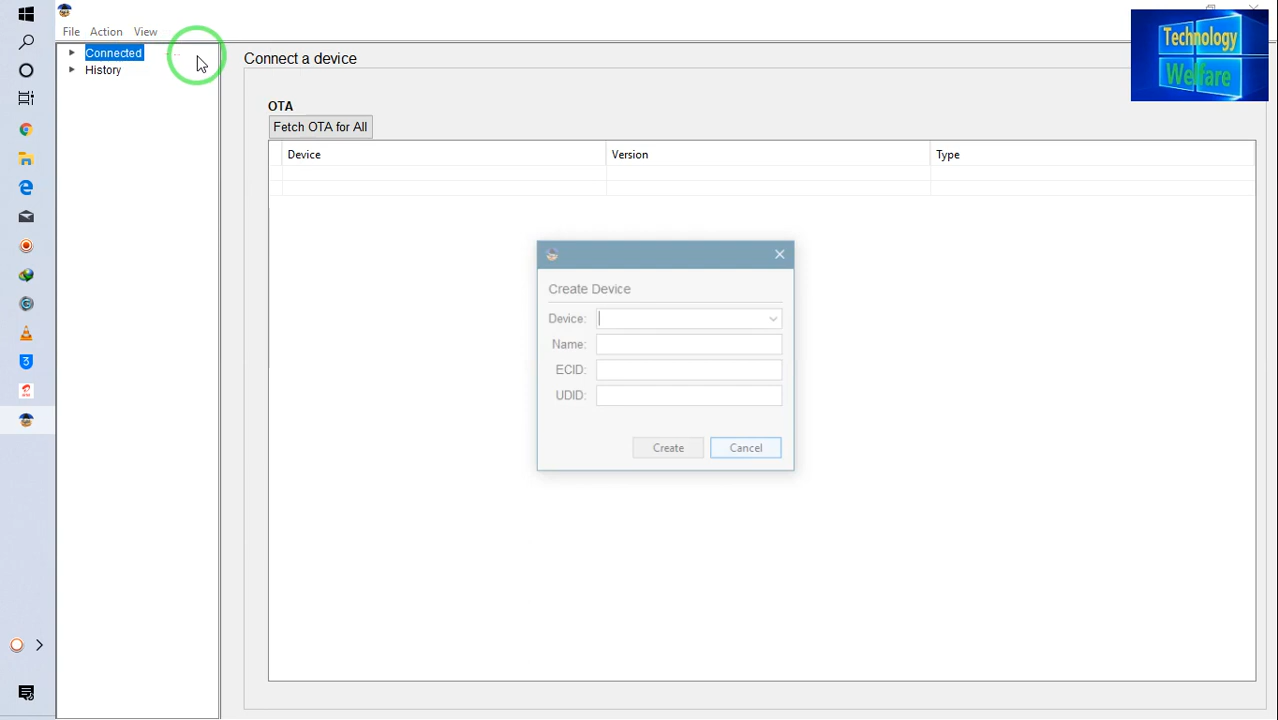 File Action View
Connected
History
Connect a device
OTA
Fetch OTA for All
Device Version Type
Create Device
Device:
Name:
ECID:
UDID:
Create Cancel
Technology
Welfare